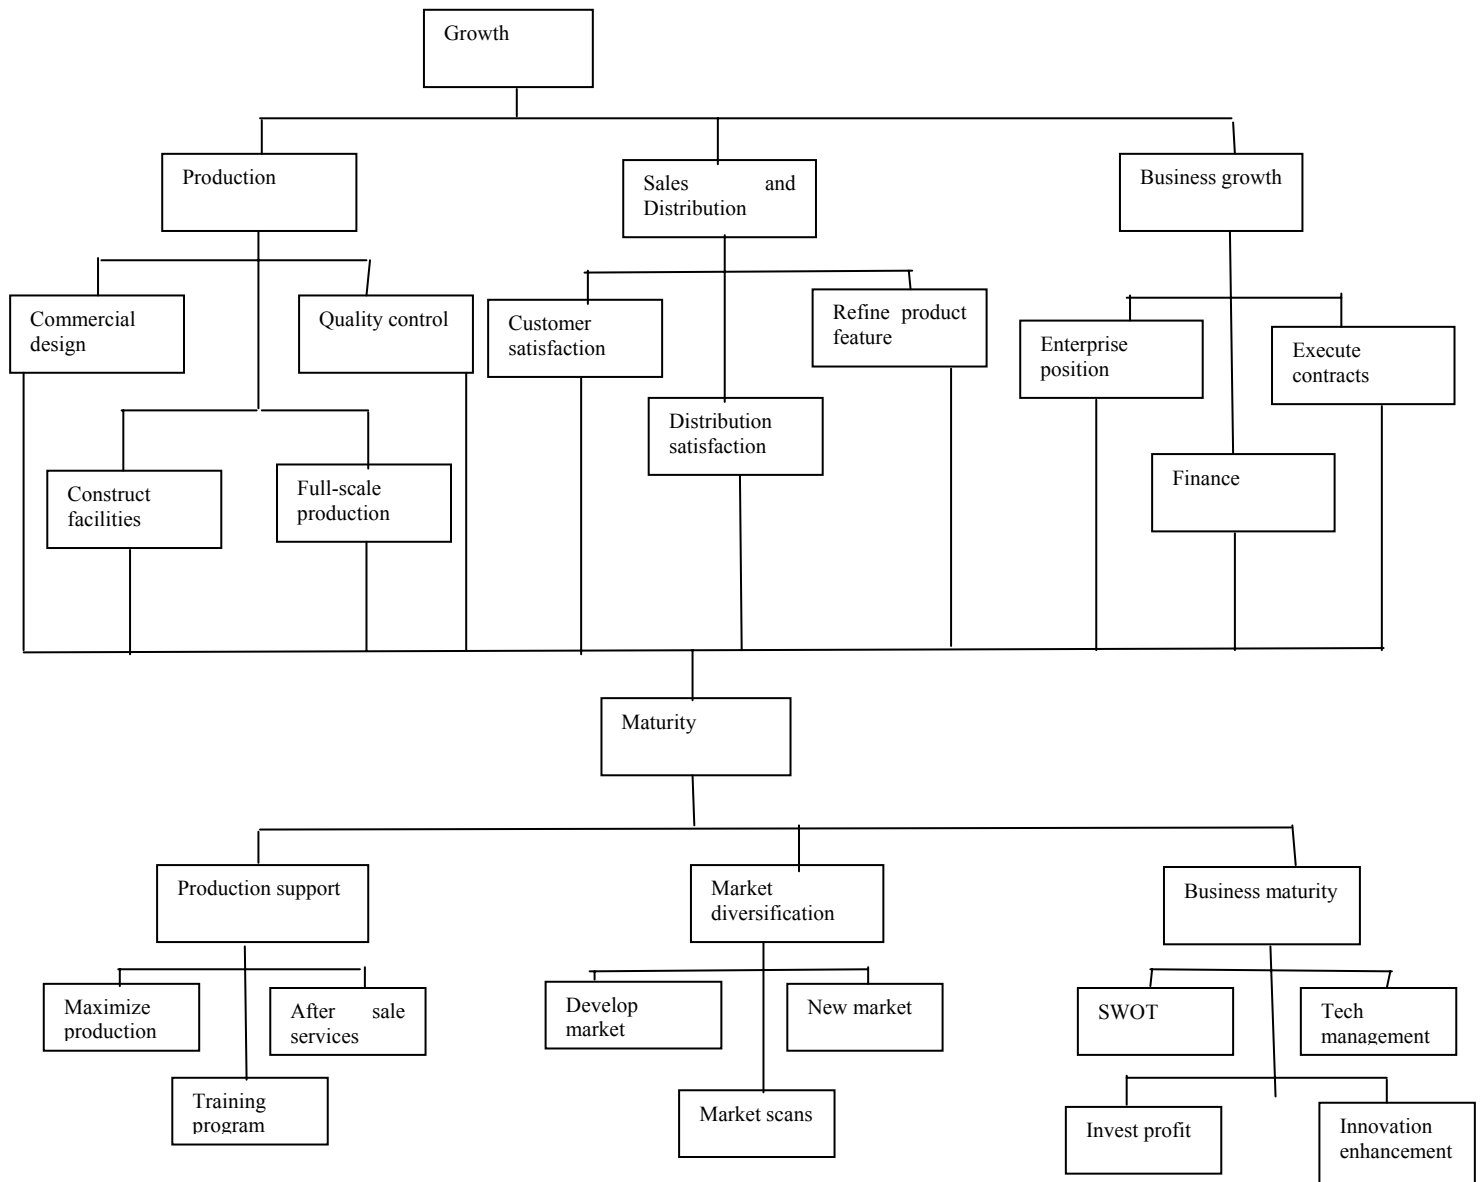 Growth
Production
Sales and
Distribution
Business growth
Commercial
design
Quality control
Customer
satisfaction
Refine product
feature
Enterprise
position
Execute
contracts
Distribution
satisfaction
Finance
Construct
facilities
Full-scale
production
Maturity
Production support
Market
diversification
Business maturity
Maximize
production
After sale
services
Develop
market
New market
SWOT
Tech
management
Training
program
Market scans
Invest profit
Innovation
enhancement